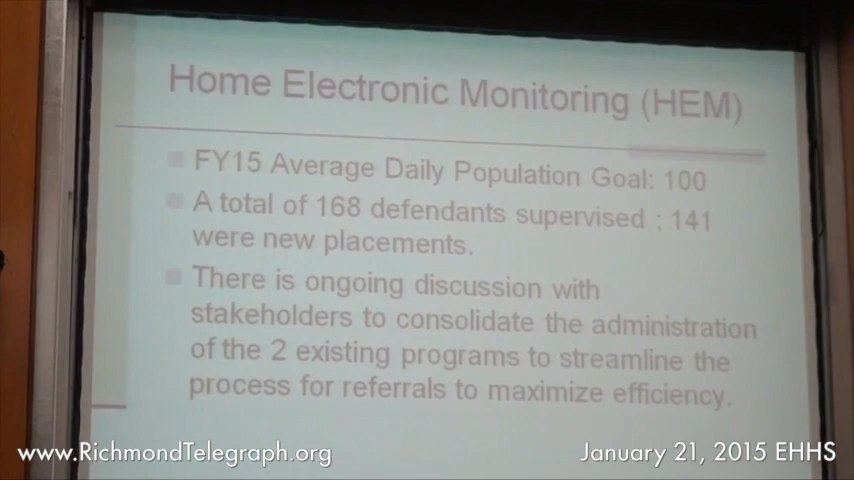 Home Electronic Monitoring (HEM)
FY15 Average Daily Population Goal: 100
A total of 168 defendants supervised ; 141
were new placements.
There is ongoing discussion with
stakeholders to consolidate the administration
of the 2 existing programs to streamline the
process for referrals to maximize efficiency.
www.RichmondTelegraph.org
January 21, 2015 EHHS